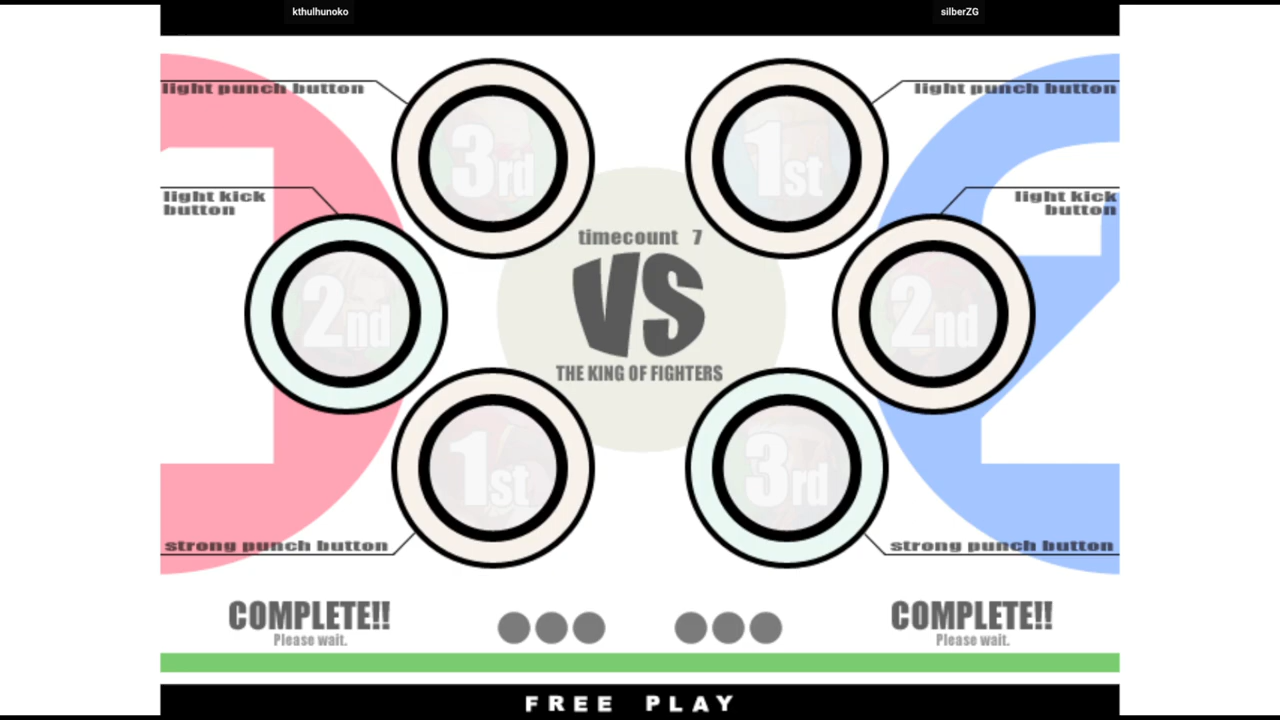 kthulhunoko
silberZG
light punch button
light punch button
3rd
1st
light kick
button
light kick
button
timecount 7
2nd
VS
2nd
THE KING OF FIGHTERS
1st
3rd
strong punch button
strong punch button
COMPLETE!!
Please wait.
COMPLETE!!
Please wait.
FREE PLAY